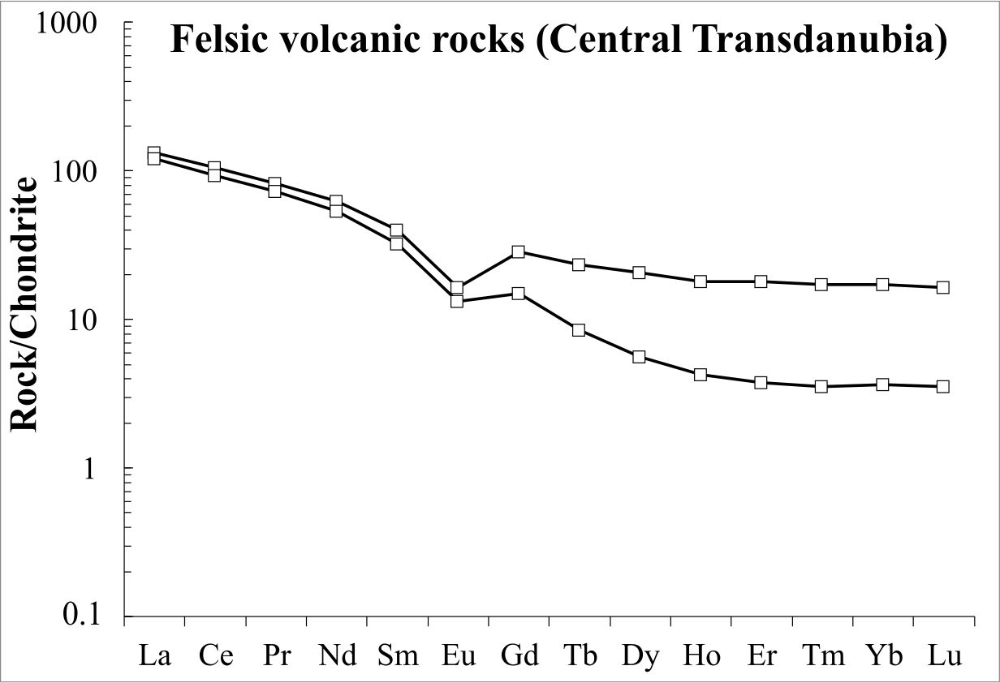 Felsic volcanic rocks (Central Transdanubia)
Rock/Chondrite
1000
100
10
1
0.1
La Ce Pr Nd Sm Eu Gd Tb Dy Ho Er Tm Yb Lu